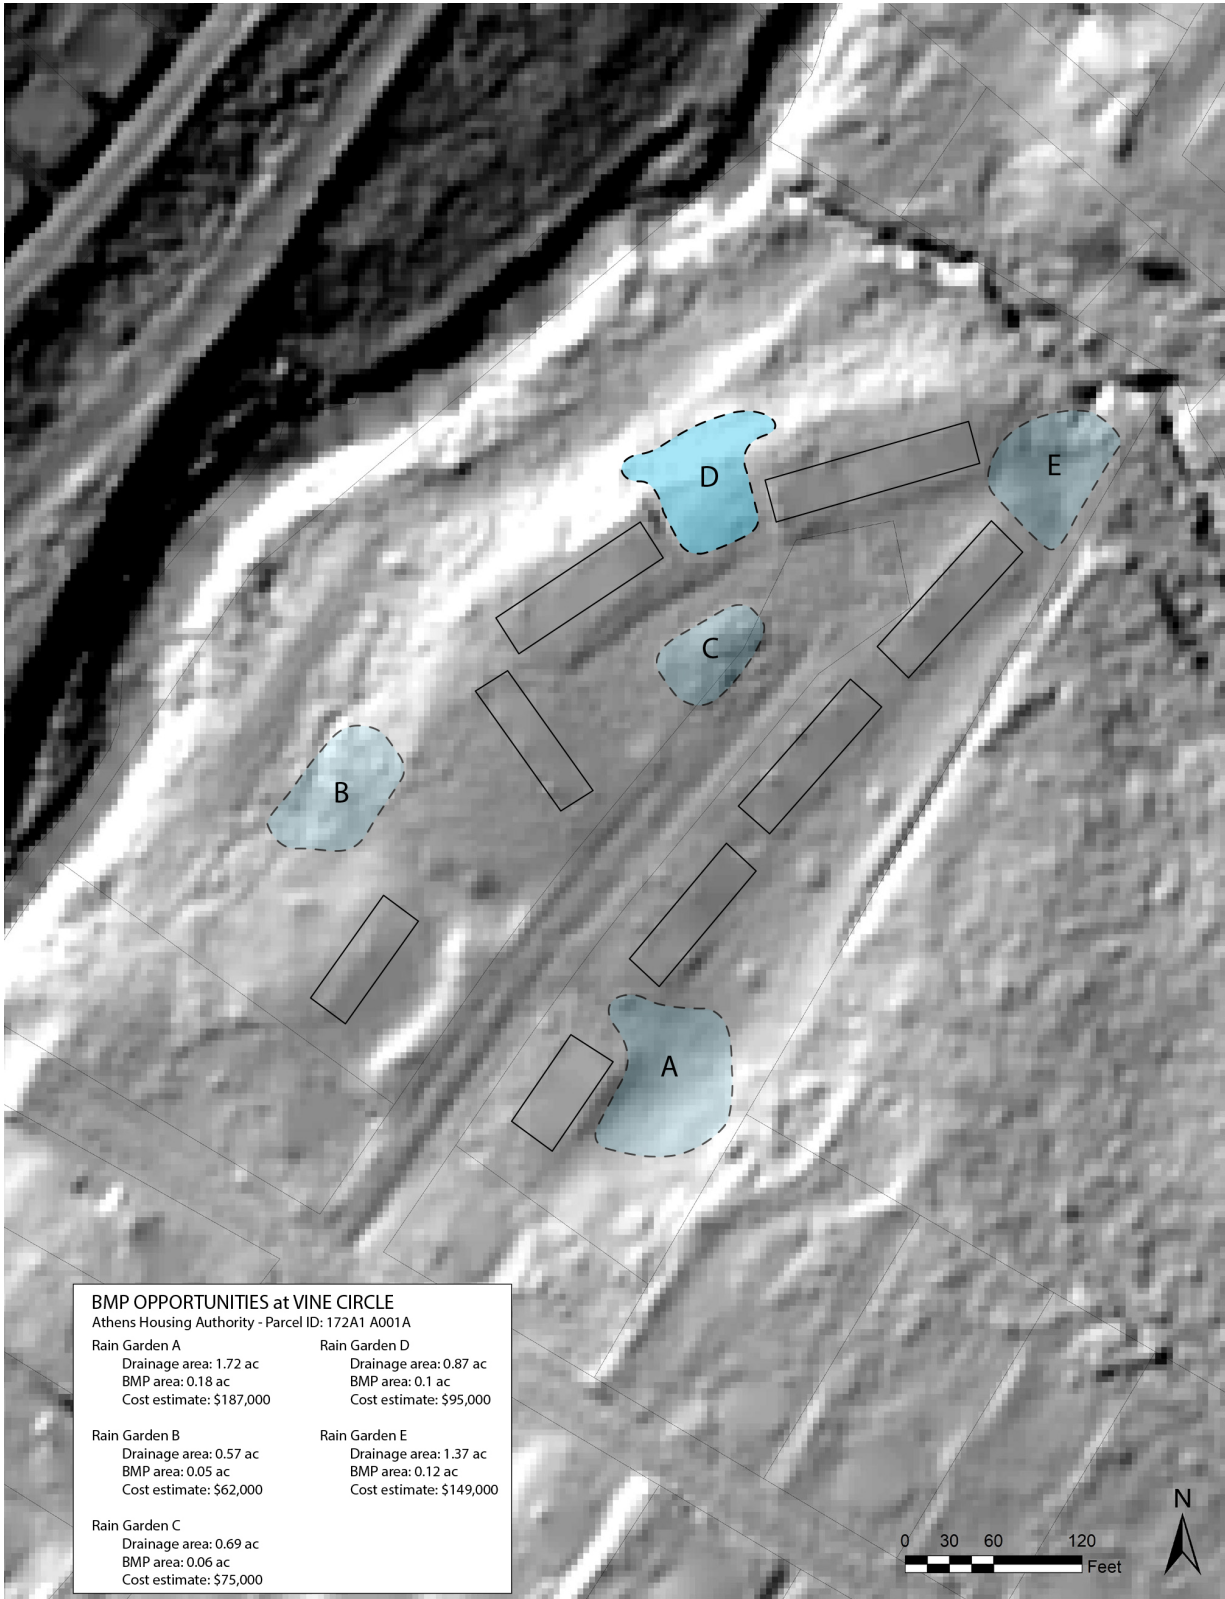 D
E
C
B
A
BMP OPPORTUNITIES at VINE CIRCLE
Athens Housing Authority - Parcel ID: 172A1 A001A
Rain Garden A
Drainage area: 1.72 ac
BMP area: 0.18 ac
Cost estimate: $187,000
Rain Garden B
Drainage area: 0.57 ac
BMP area: 0.05 ac
Cost estimate: $62,000
Rain Garden C
Drainage area: 0.69 ac
BMP area: 0.06 ac
Cost estimate: $75,000
Rain Garden D
Drainage area: 0.87 ac
BMP area: 0.1 ac
Cost estimate: $95,000
Rain Garden E
Drainage area: 1.37 ac
BMP area: 0.12 ac
Cost estimate: $149,000
N
0 30 60 120
Feet